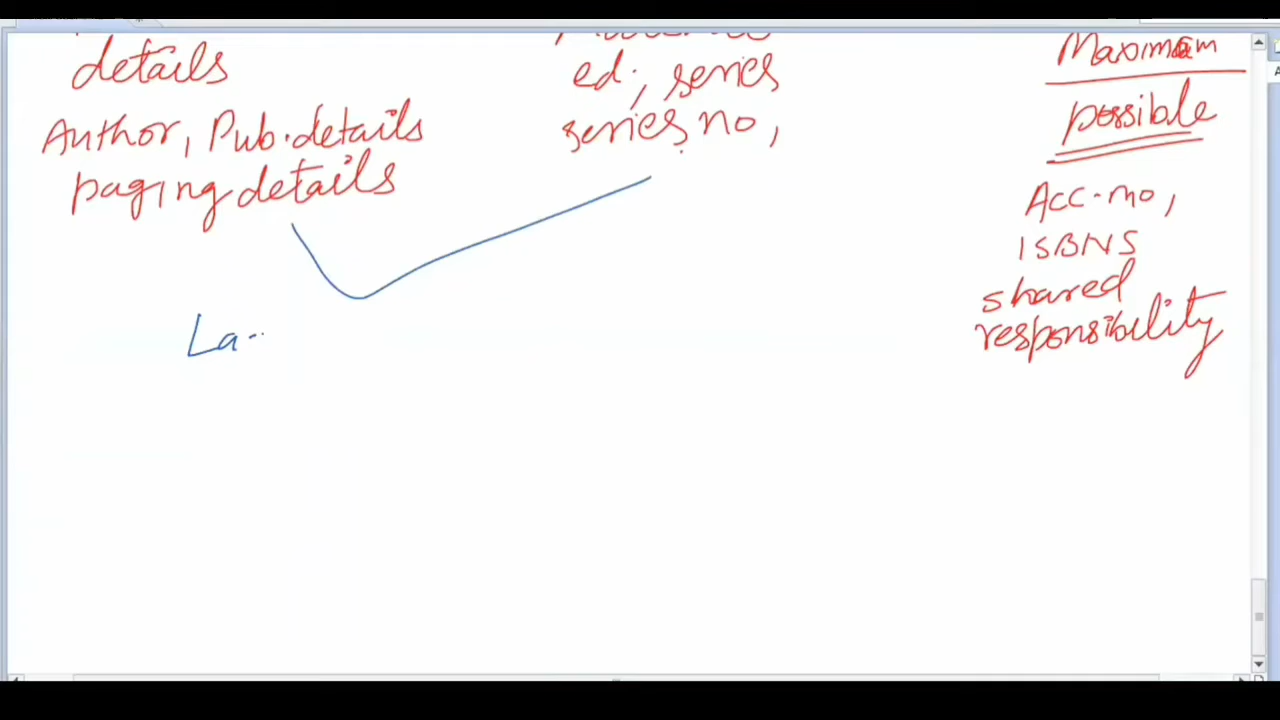 details
Author, Pub. details
paging details
ed; series
series no,
Maximum
possible
Acc. no,
ISBNS
shared
responsibility
La